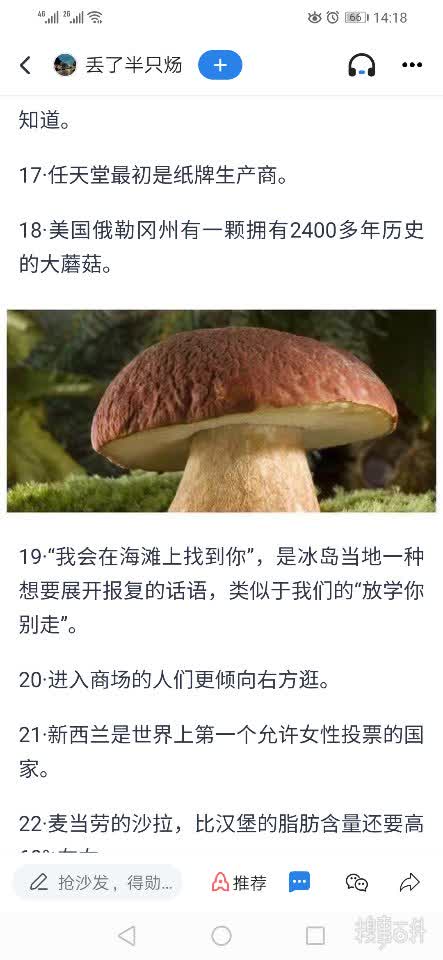 4G 2G 66 14:18
丢了半只炀
知道。
17·任天堂最初是纸牌生产商。
18·美国俄勒冈州有一颗拥有2400多年历史
的大蘑菇。
19·“我会在海滩上找到你”，是冰岛当地一种
想要展开报复的话语，类似于我们的“放学你
别走”。
20·进入商场的人们更倾向右方逛。
21·新西兰是世界上第一个允许女性投票的国
家。
22·麦当劳的沙拉，比汉堡的脂肪含量还要高
抢沙发，得勋... 推荐